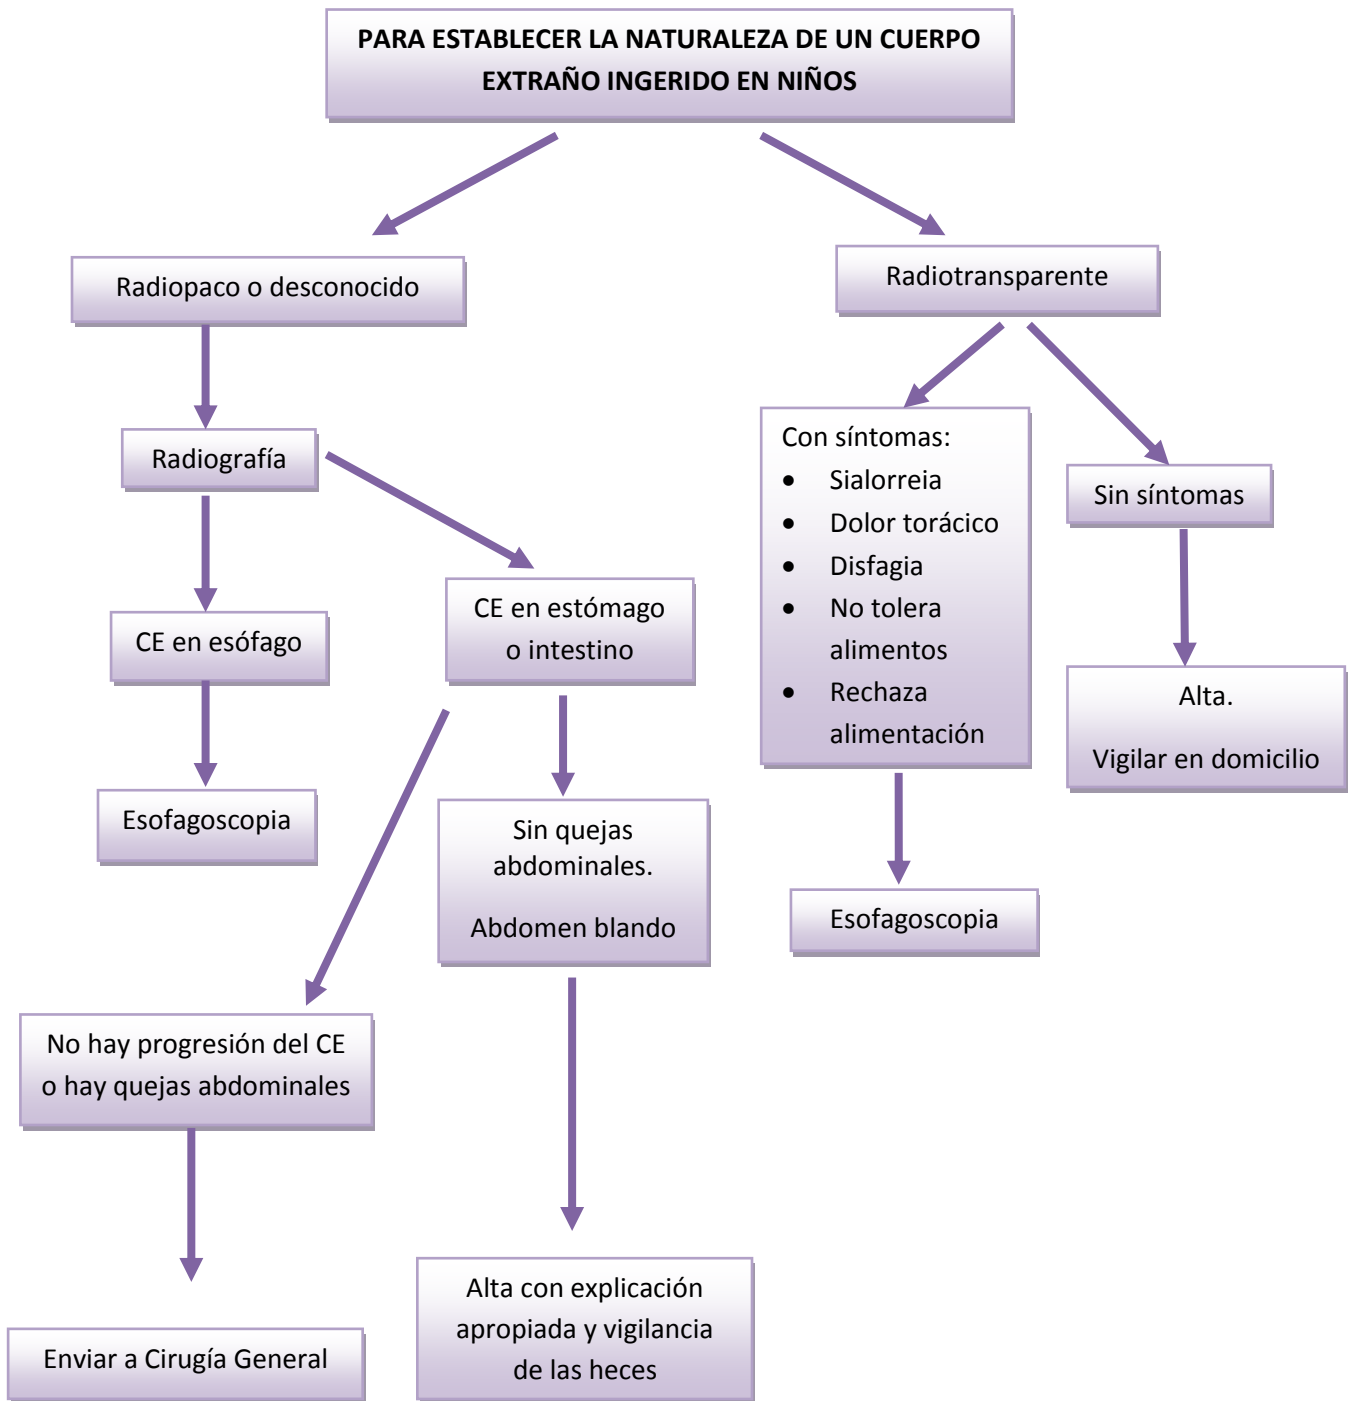 PARA ESTABLECER LA NATURALEZA DE UN CUERPO
EXTRAÑO INGERIDO EN NIÑOS
Radiopaco o desconocido
Radiotransparente
Radiografía
Con síntomas:
• Sialorreia
• Dolor torácico
• Disfagia
• No tolera
alimentos
• Rechaza
alimentación
Sin síntomas
CE en esófago
CE en estómago
o intestino
Alta.
Vigilar en domicilio
Esofagoscopia
Sin quejas
abdominales.
Abdomen blando
Esofagoscopia
No hay progresión del CE
o hay quejas abdominales
Enviar a Cirugía General
Alta con explicación
apropiada y vigilancia
de las heces